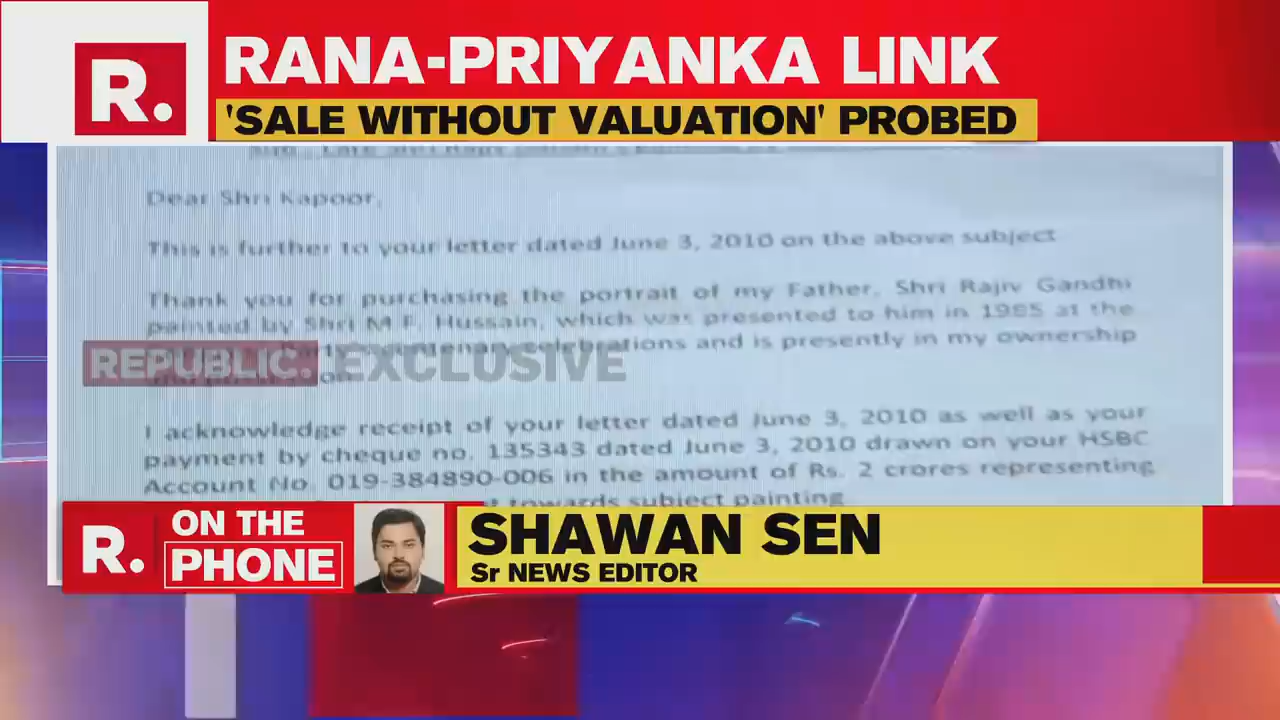 R.
RANA-PRIYANKA LINK
'SALE WITHOUT VALUATION' PROBED
Dear Shri Kapoor,
This is further to your letter dated June 3, 2010 on the above subject
Thank you for purchasing the portrait of my Father, Shri Rajiv Gandhi
painted by Shri M F. Hussain, which was presented to him in 1985 at the
celebrations and is presently in my ownership
REPUBLIC. EXCLUSIVE
I acknowledge receipt of your letter dated June 3, 2010 as well as your
payment by cheque no. 135343 dated June 3, 2010 drawn on your HSBC
Account No. 019-384890-006 in the amount of Rs. 2 crores representing
towards subject painting
R.
ON THE
PHONE
SHAWAN SEN
Sr NEWS EDITOR